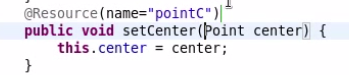 @Resource(name="pointC")
public void setCenter(Point center) {
this.center = center;
}